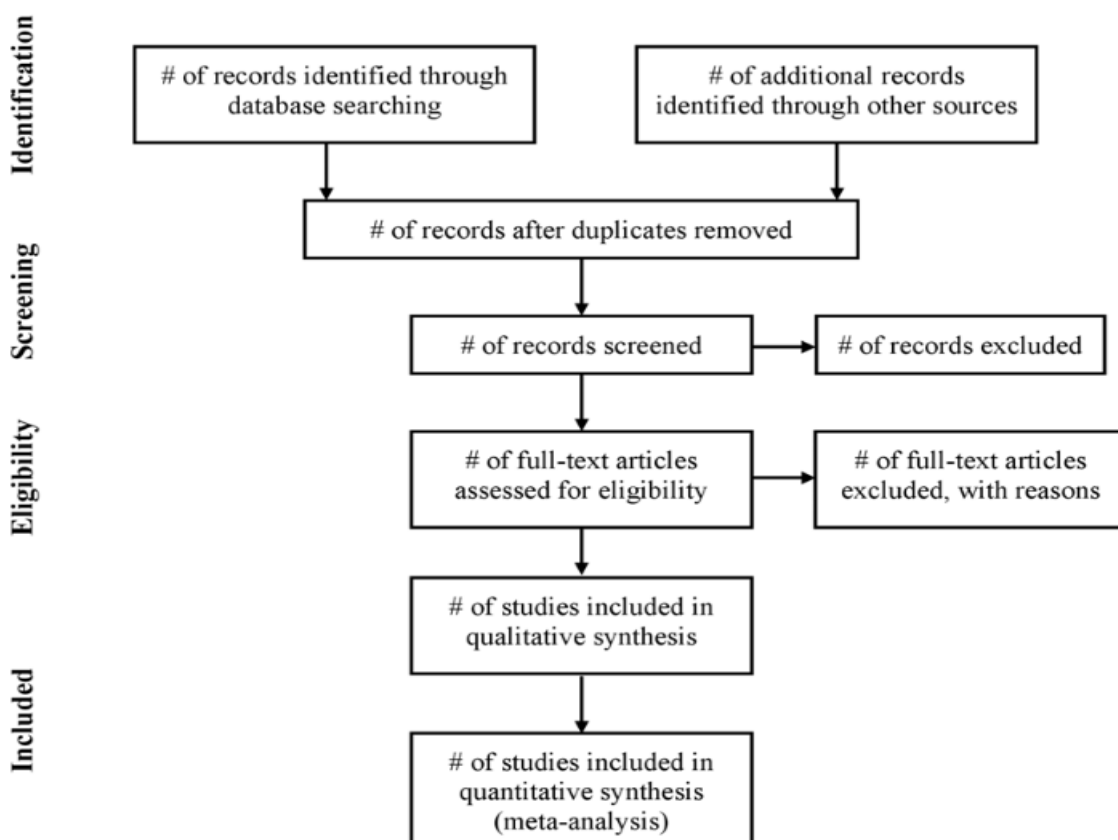 Identification
# of records identified through
database searching
# of additional records
identified through other sources
# of records after duplicates removed
Screening
# of records screened
# of records excluded
Eligibility
# of full-text articles
assessed for eligibility
# of full-text articles
excluded, with reasons
Included
# of studies included in
qualitative synthesis
# of studies included in
quantitative synthesis
(meta-analysis)